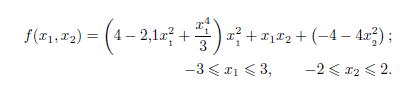 f(x₁, x₂) = (4 − 2,1x₁² + x₁⁴/3) x₁² + x₁x₂ + (−4 − 4x₂²) ;
−3 ⩽ x₁ ⩽ 3, −2 ⩽ x₂ ⩽ 2.